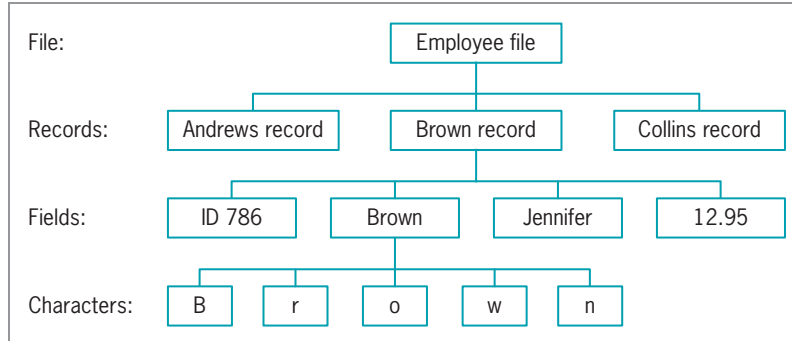 File: Employee file
Records: Andrews record Brown record Collins record
Fields: ID 786 Brown Jennifer 12.95
Characters: B r o w n